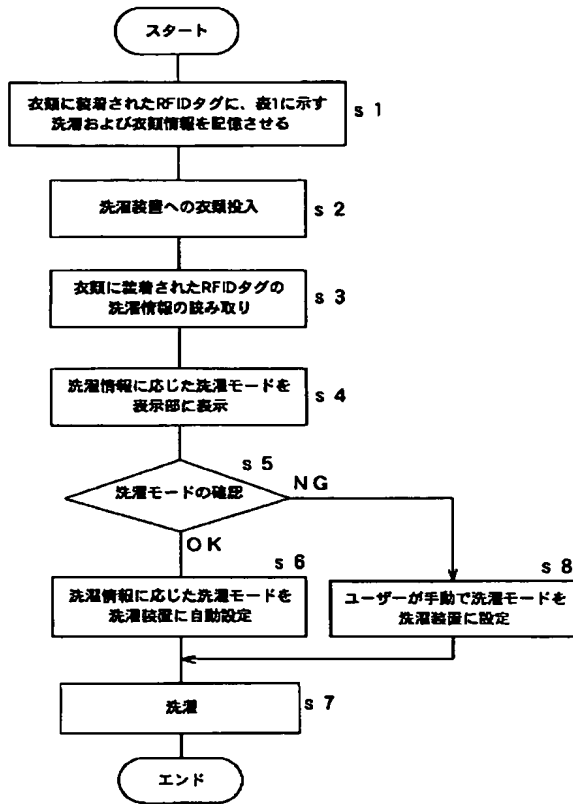 スタート
衣類に装着されたRFIDタグに、表1に示す
洗濯および衣類情報を記憶させる
s 1
洗濯装置への衣類投入
s 2
衣類に装着されたRFIDタグの
洗濯情報の読み取り
s 3
洗濯情報に応じた洗濯モードを
表示部に表示
s 4
s 5
洗濯モードの確認
NG
OK
s 6
洗濯情報に応じた洗濯モードを
洗濯装置に自動設定
s 8
ユーザーが手動で洗濯モードを
洗濯装置に設定
洗濯
s 7
エンド